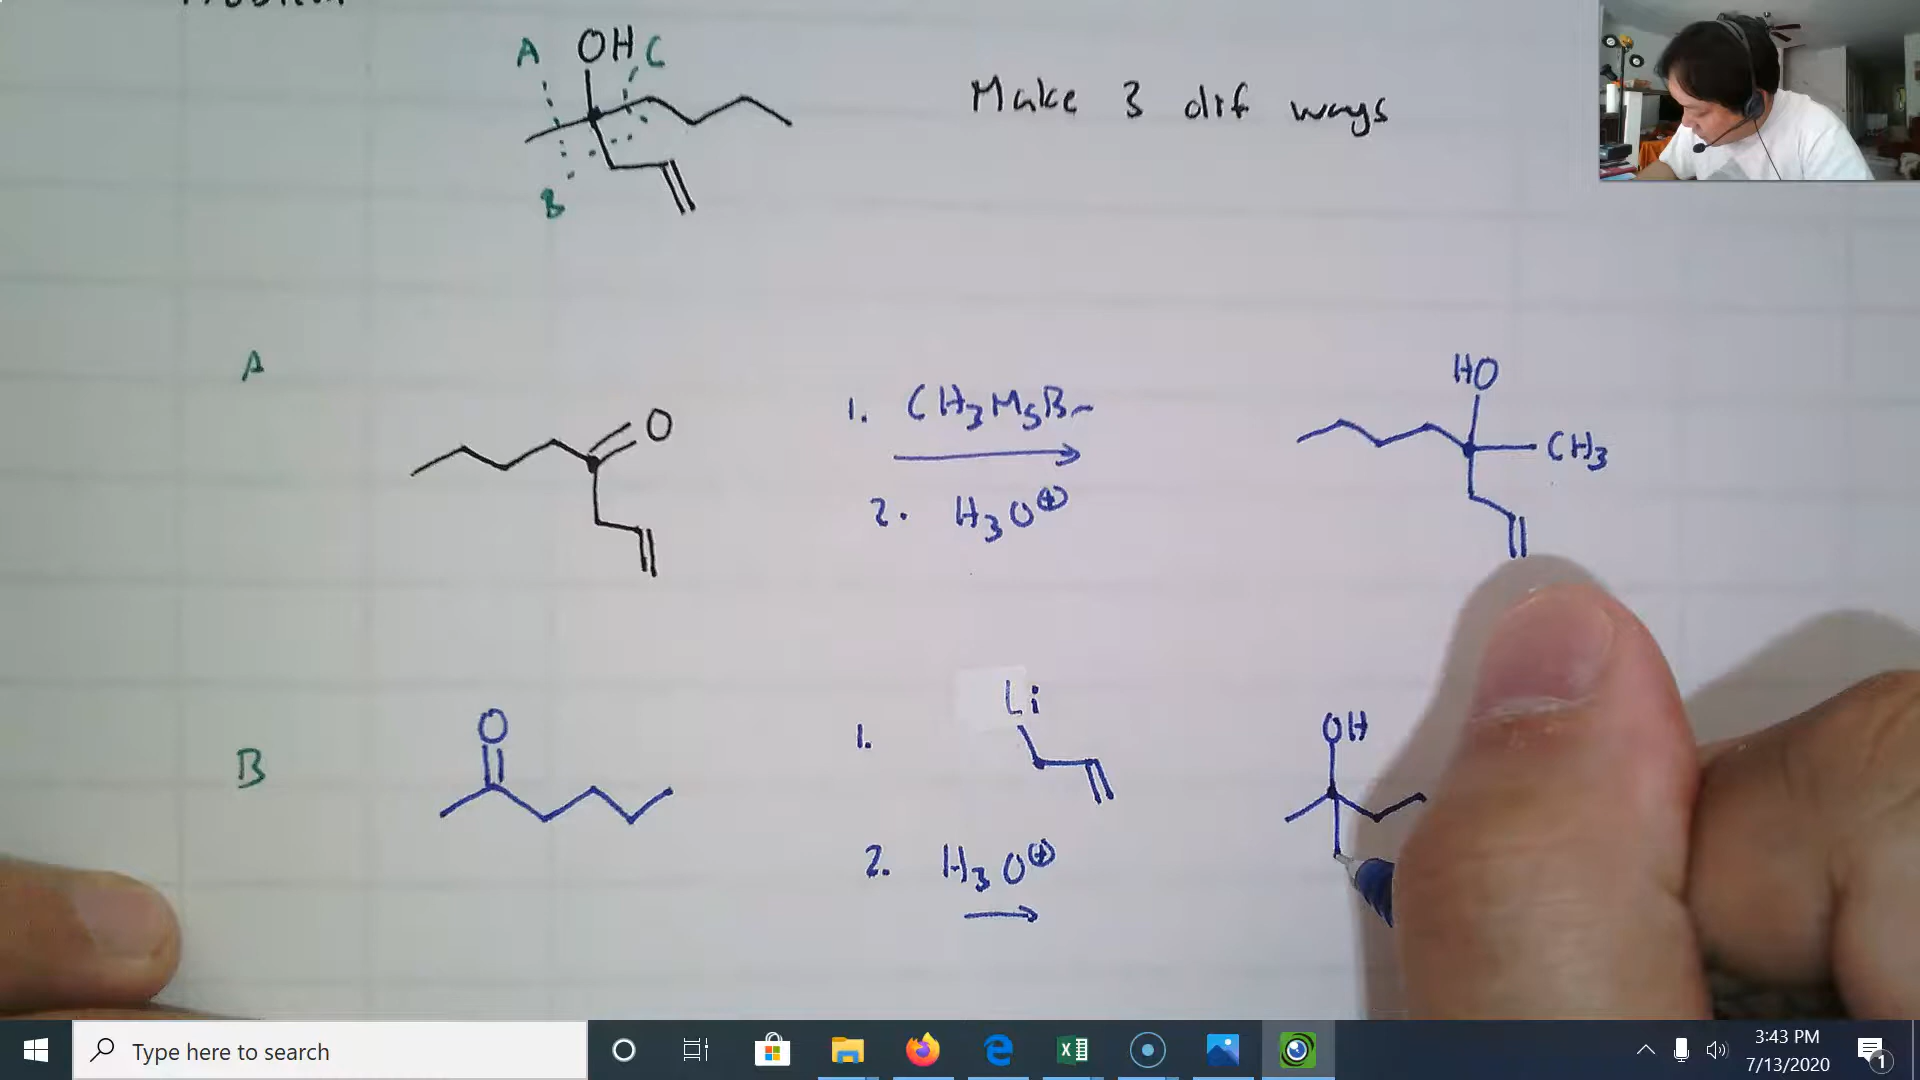 A OH C
B
Make 3 dif ways
A
O
1. CH3MgBr
2. H3O⊕
HO
CH3
B
O
1. Li
2. H3O⊕
OH
Type here to search
3:43 PM
7/13/2020
1